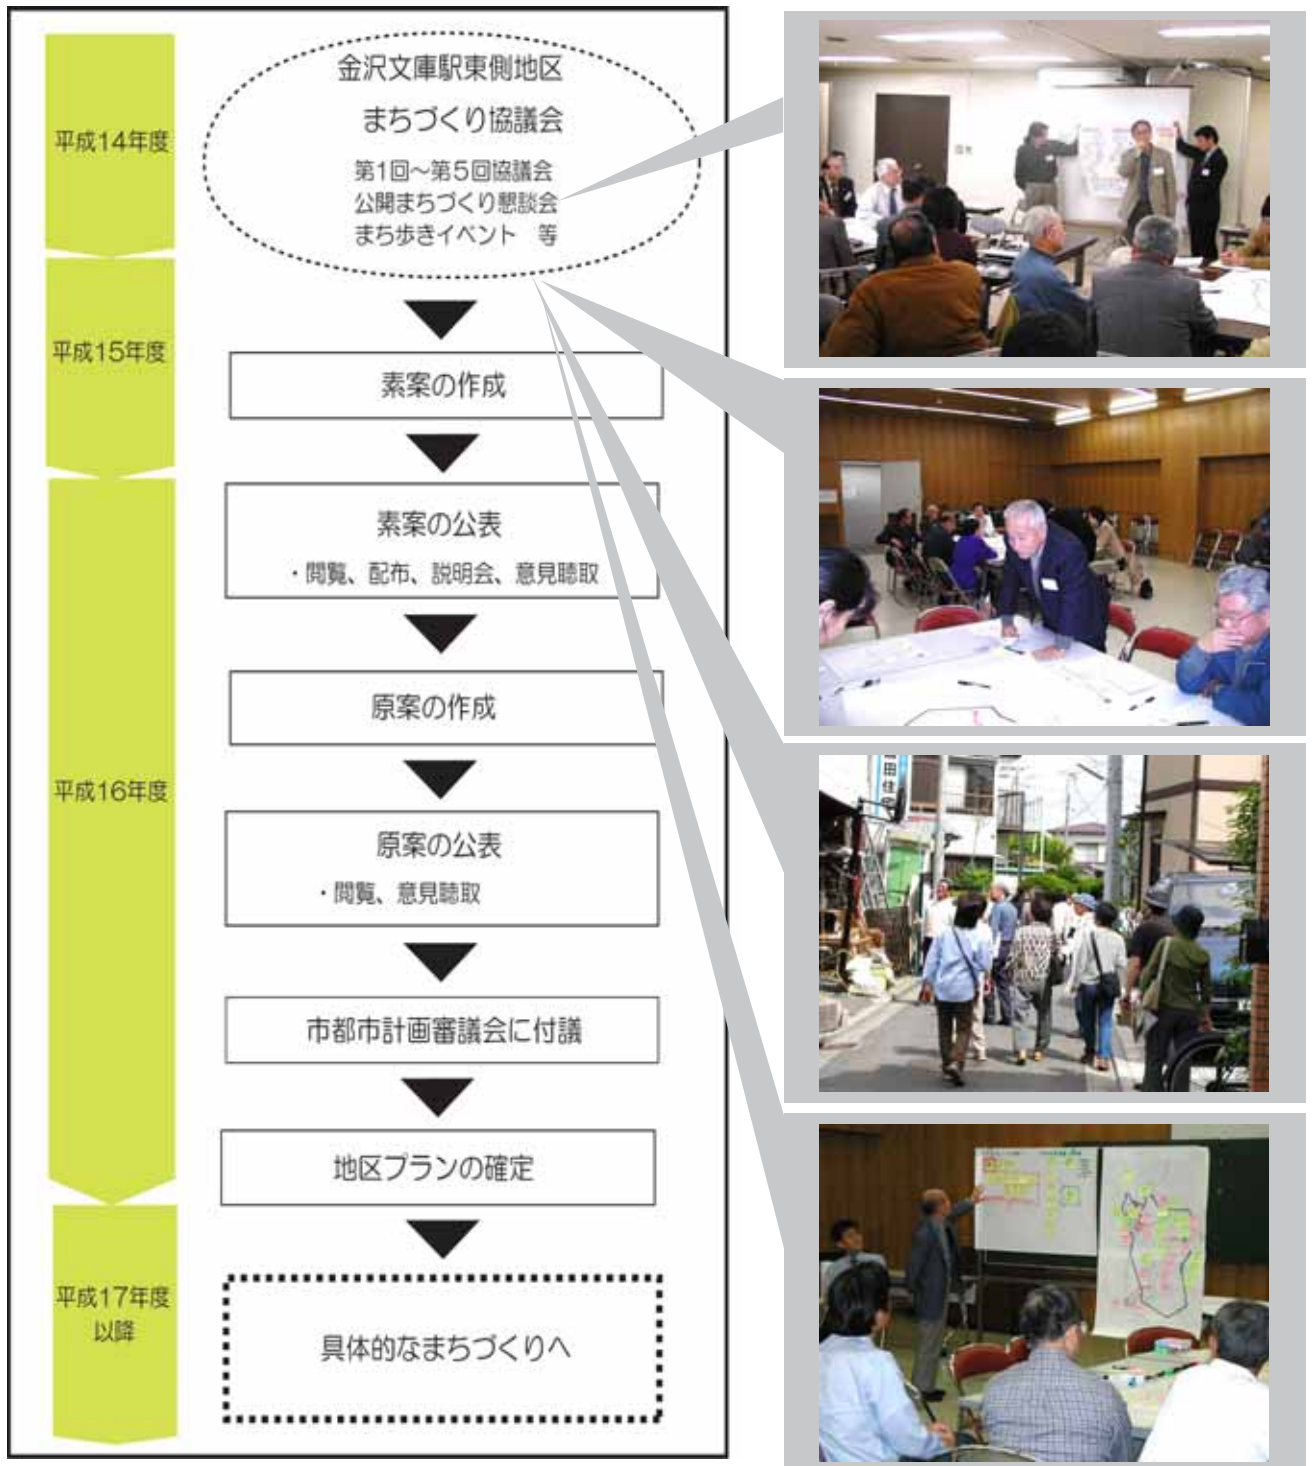 平成14年度
金沢文庫駅東側地区
まちづくり協議会
第1回~第5回協議会
公開まちづくり懇談会
まち歩きイベント 等
平成15年度
素案の作成
素案の公表
・閲覧、配布、説明会、意見聴取
平成16年度
原案の作成
原案の公表
・閲覧、意見聴取
市都市計画審議会に付議
地区プランの確定
平成17年度
以降
具体的なまちづくりへ
田住